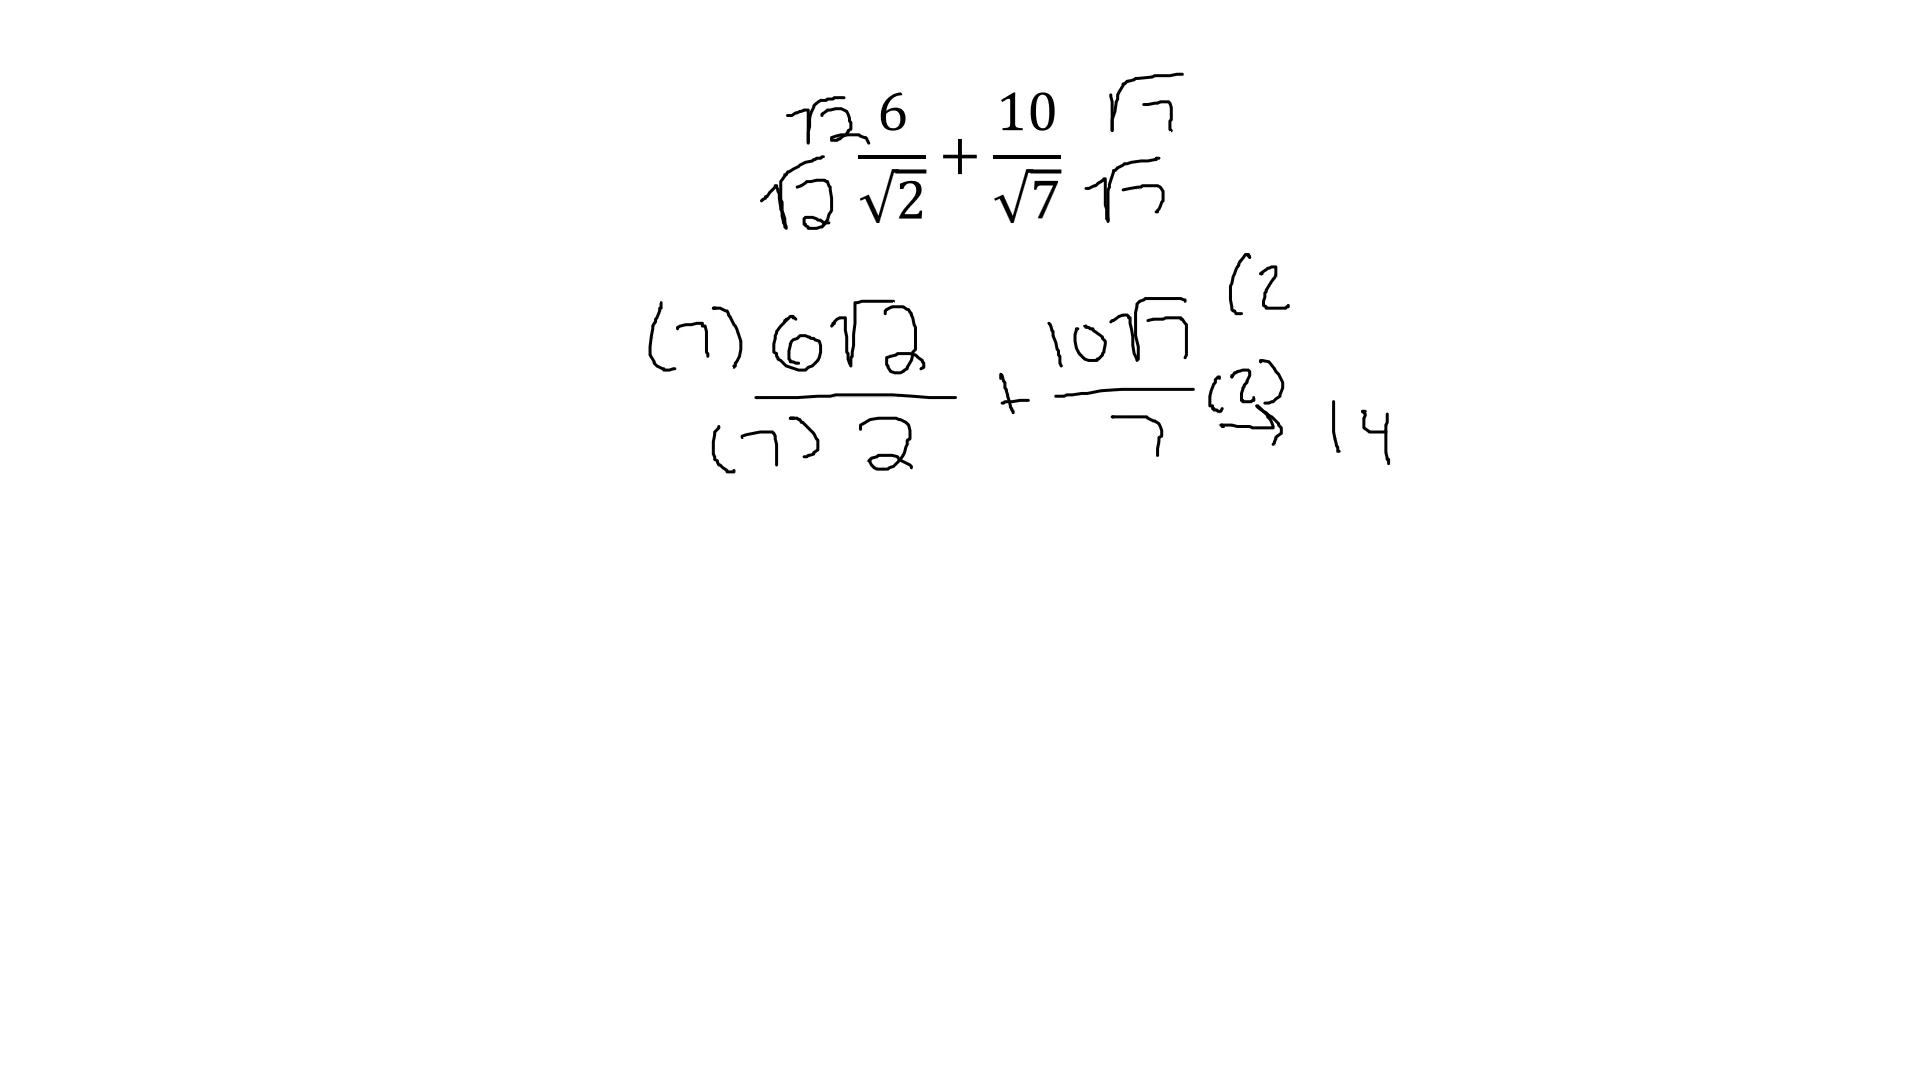 √2/√2 6/√2 + 10/√7 √7/√7
(7)6√2/(7)2 + 10√7(2/7(2) → 14